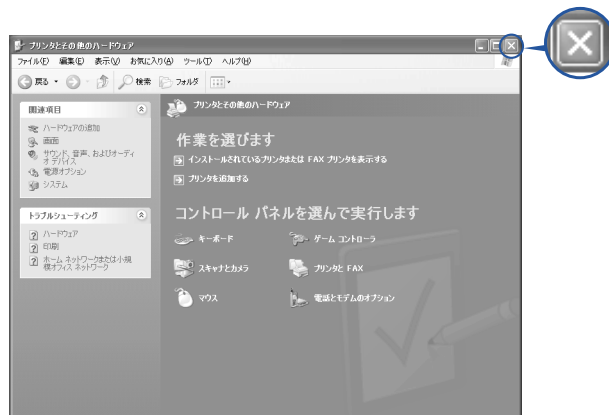 プリンタとその他のハードウェア
ファイル(F) 編集(E) 表示(V) お気に入り(A) ツール(T) ヘルプ(H)
戻る 検索 フォルダ
関連項目
ハードウェアの追加
画面
サウンド、音声、およびオーディ
オ デバイス
電源オプション
システム
トラブルシューティング
ハードウェア
印刷
ホーム ネットワークまたは小規
模オフィス ネットワーク
プリンタとその他のハードウェア
作業を選びます
インストールされているプリンタまたは FAX プリンタを表示する
プリンタを追加する
コントロール パネルを選んで実行します
キーボード ゲーム コントローラ
スキャナとカメラ プリンタと FAX
マウス 電話とモデムのオプション